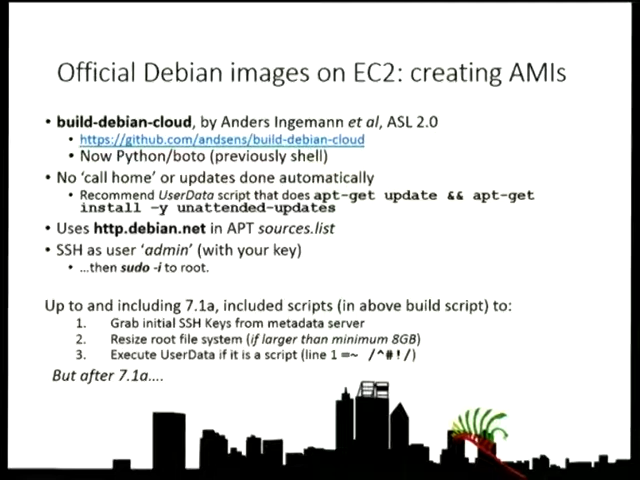 Official Debian images on EC2: creating AMIs
• build-debian-cloud, by Anders Ingemann et al, ASL 2.0
• https://github.com/andsens/build-debian-cloud
• Now Python/boto (previously shell)
• No 'call home' or updates done automatically
• Recommend UserData script that does apt-get update && apt-get
install -y unattended-updates
• Uses http.debian.net in APT sources.list
• SSH as user 'admin' (with your key)
• ...then sudo -i to root.
Up to and including 7.1a, included scripts (in above build script) to:
1. Grab initial SSH Keys from metadata server
2. Resize root file system (if larger than minimum 8GB)
3. Execute UserData if it is a script (line 1 =~ /^#!/)
But after 7.1a....